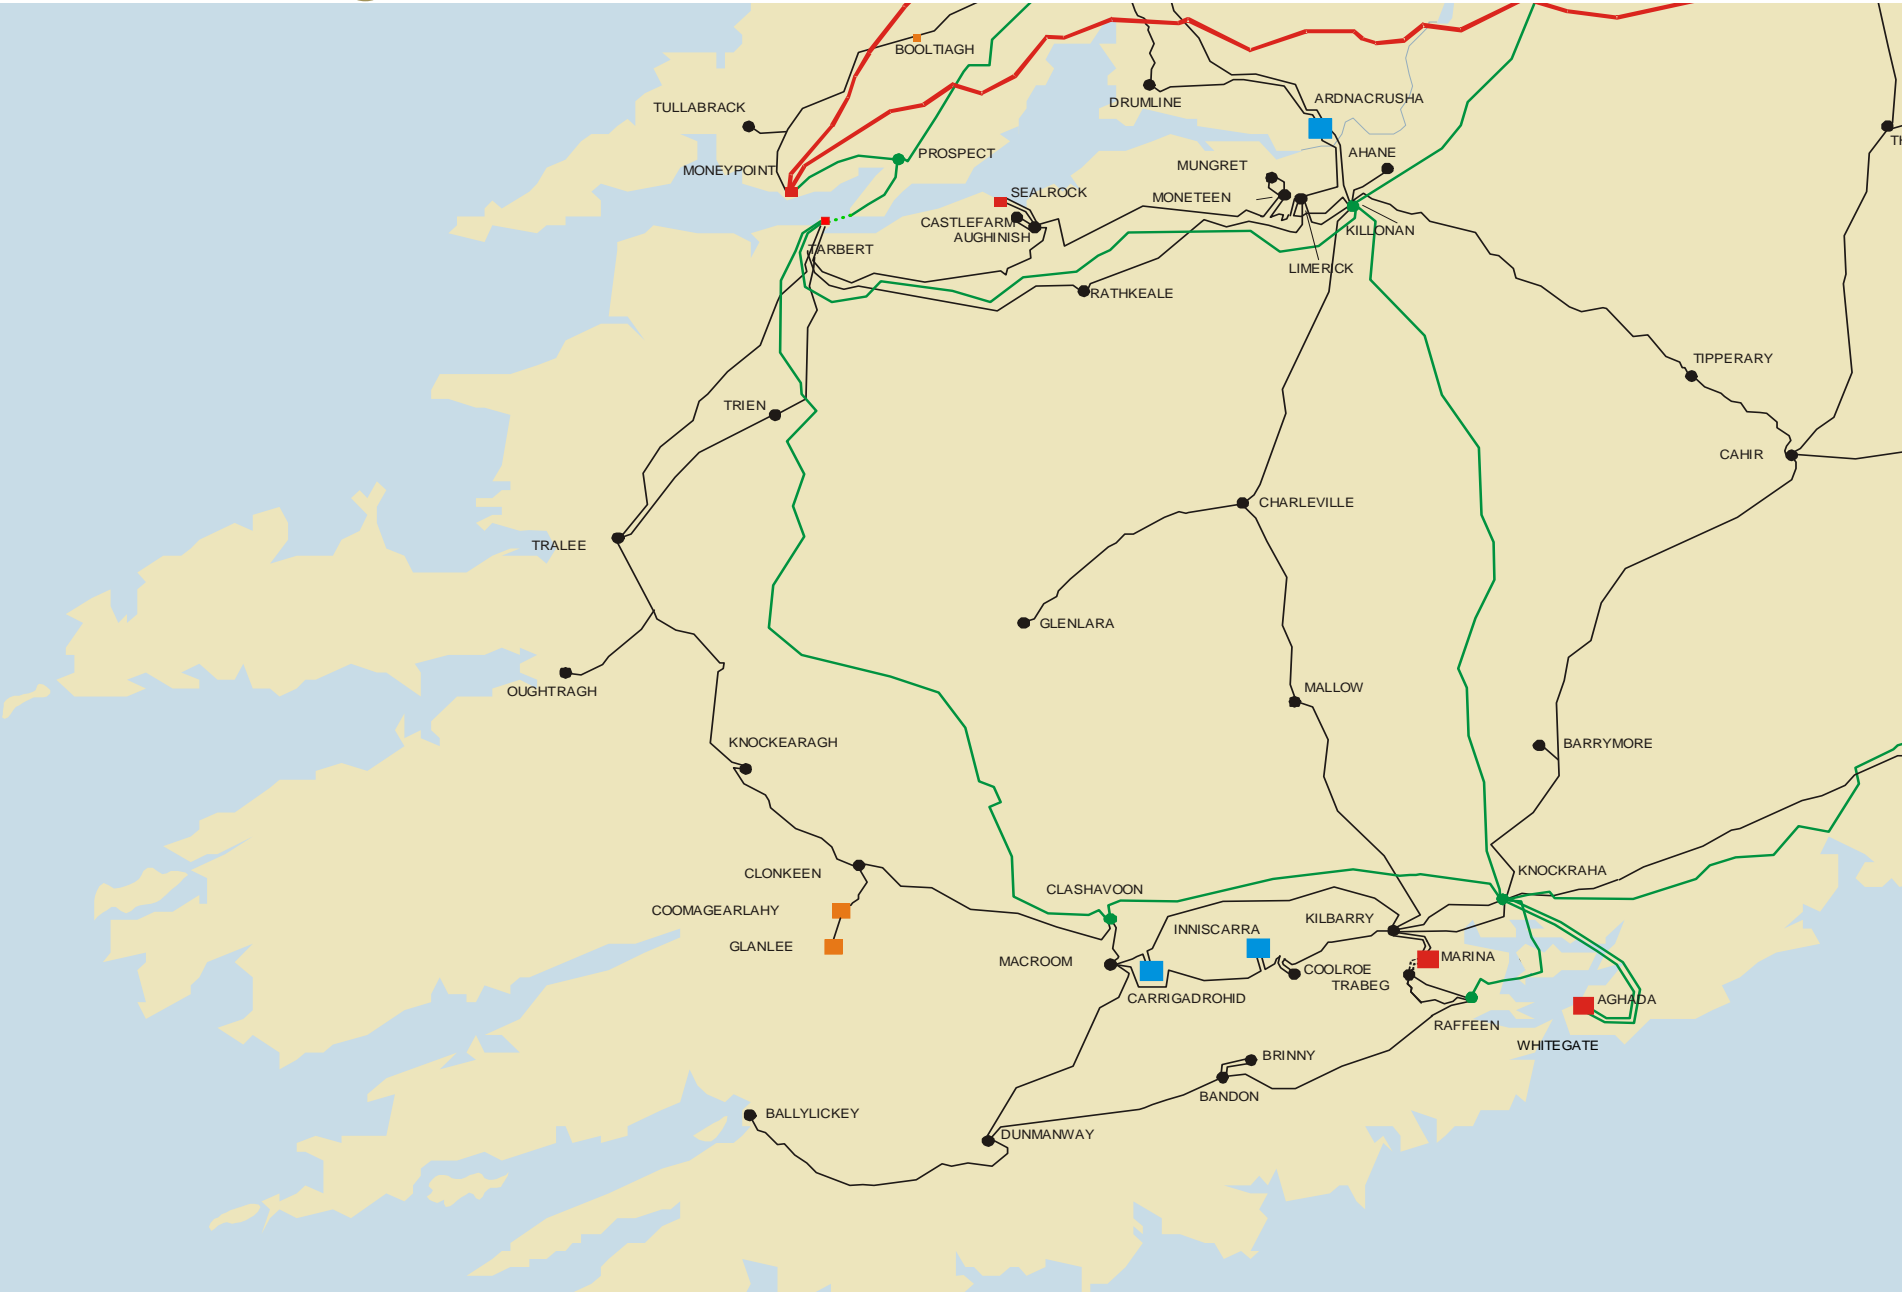 BOOLTIAGH
TULLABRACK
DRUMLINE
ARDNACRUSHA
TH
PROSPECT
MONEYPOINT
MUNGRET
AHANE
SEALROCK
MONETEEN
CASTLEFARM
AUGHINISH
KILLONAN
TARBERT
LIMERICK
RATHKEALE
TIPPERARY
TRIEN
CAHIR
CHARLEVILLE
TRALEE
GLENLARA
OUGHTRAGH
MALLOW
KNOCKEARAGH
BARRYMORE
CLONKEEN
KNOCKRAHA
CLASHAVOON
COOMAGEARLAHY
KILBARRY
INNISCARRA
GLANLEE
MACROOM
MARINA
COOLROE
TRABEG
CARRIGADROHID
AGHADA
RAFFEEN
WHITEGATE
BRINNY
BANDON
BALLYLICKEY
DUNMANWAY